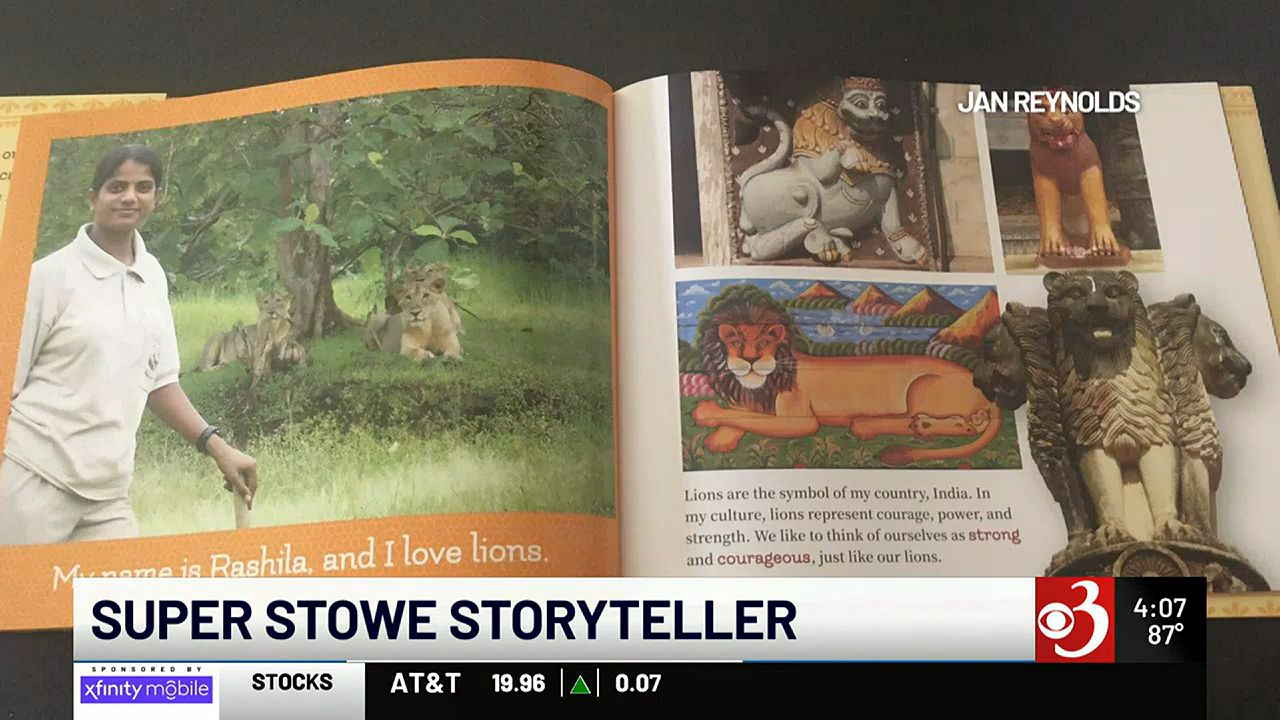 JAN REYNOLDS
My name is Rashila, and I love lions.
Lions are the symbol of my country, India. In
my culture, lions represent courage, power, and
strength. We like to think of ourselves as strong
and courageous, just like our lions.
SUPER STOWE STORYTELLER
3
4:07
87°
SPONSORED BY
xfinity mobile
STOCKS
AT&T 19.96 0.07